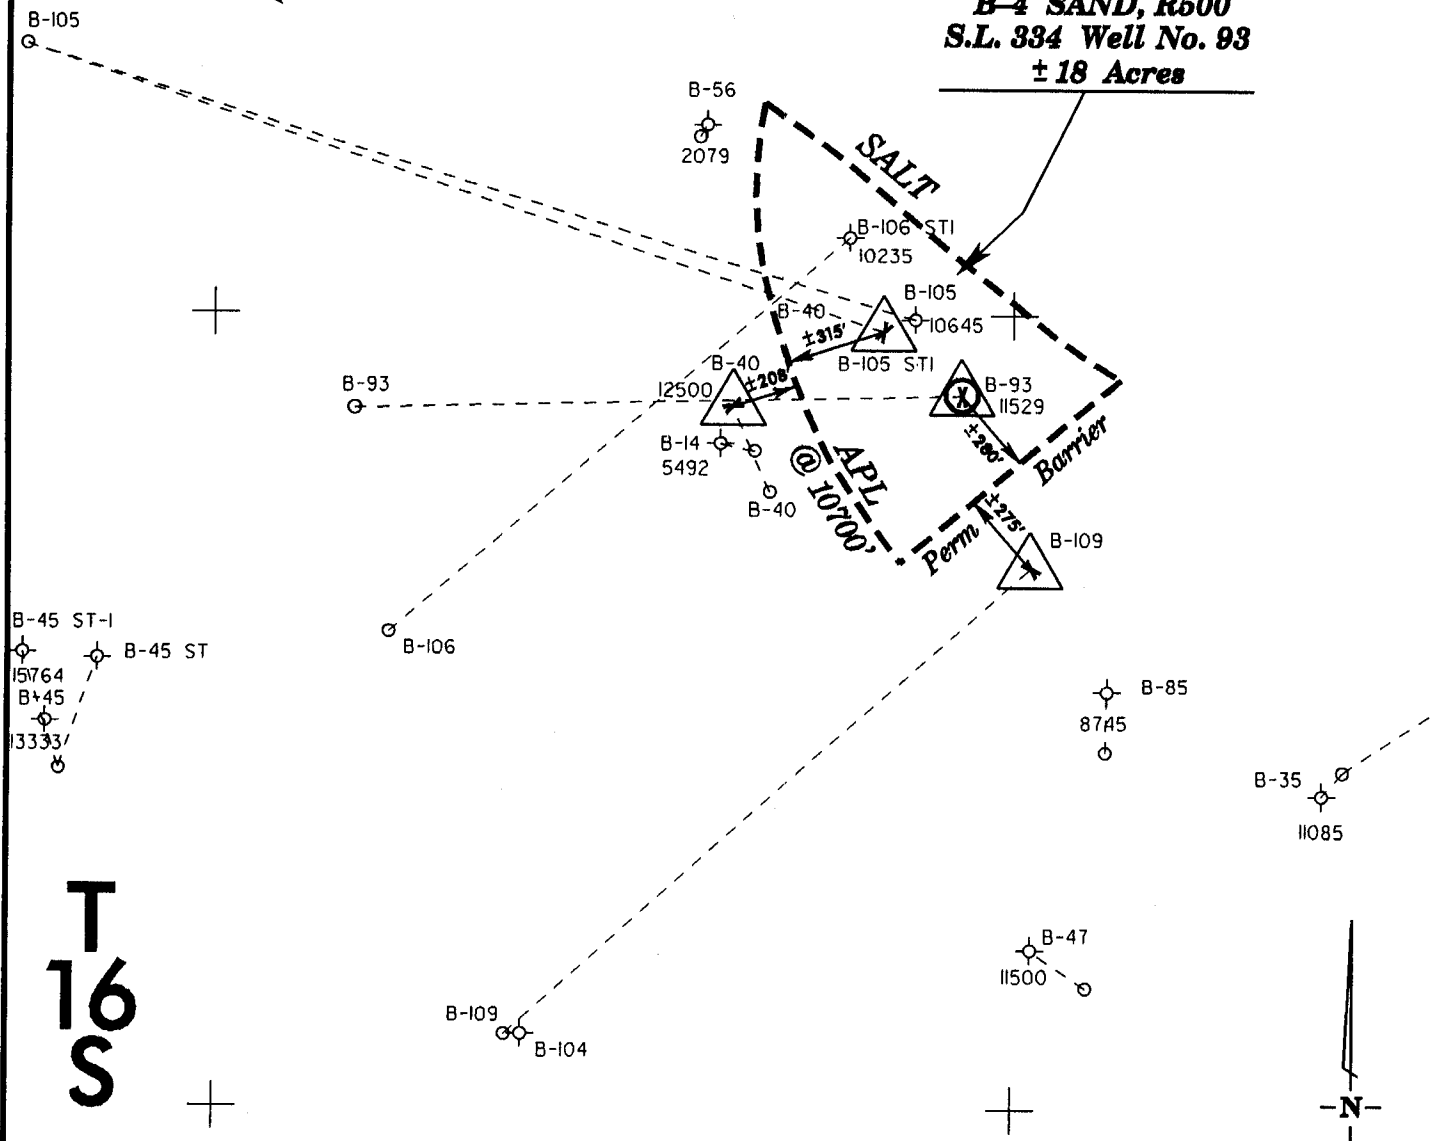 B-4 SAND, R500
S.L. 334 Well No. 93
± 18 Acres
B-105
B-56
2079
SALT
B-106 ST1
10235
B-105
10645
B-40
±315'
B-105 ST1
B-40
±208'
12500
B-93
B-93
11529
±280'
B-14
5492
B-40
APL
@ 10700'
Barrier
Perm
±275'
B-109
B-45 ST-1
B-45 ST
15764
B-45
13333
B-106
B-85
8745
B-35
11085
T
16
S
B-47
11500
B-109
B-104
-N-